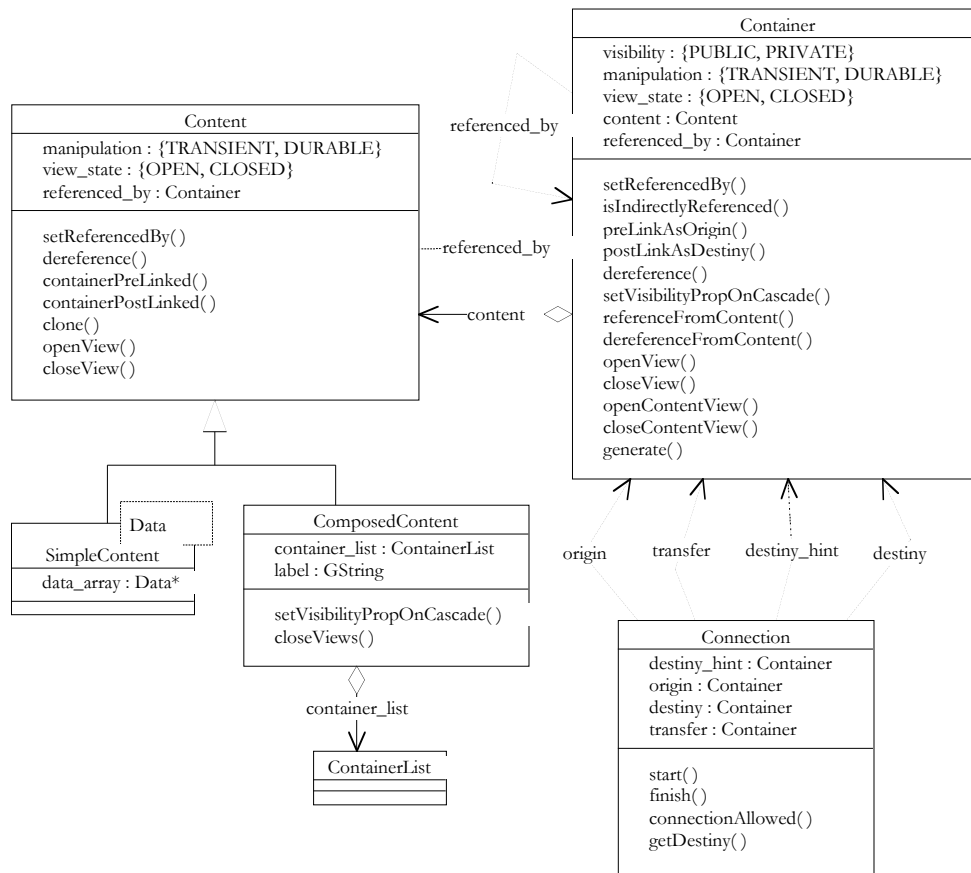 Container
visibility : {PUBLIC, PRIVATE}
manipulation : {TRANSIENT, DURABLE}
view_state : {OPEN, CLOSED}
content : Content
referenced_by : Container
setReferencedBy()
isIndirectlyReferenced()
preLinkAsOrigin()
postLinkAsDestiny()
dereference()
setVisibilityPropOnCascade()
referenceFromContent()
dereferenceFromContent()
openView()
closeView()
openContentView()
closeContentView()
generate()
referenced_by
Content
manipulation : {TRANSIENT, DURABLE}
view_state : {OPEN, CLOSED}
referenced_by : Container
setReferencedBy()
dereference()
containerPreLinked()
containerPostLinked()
clone()
openView()
closeView()
referenced_by
content
Data
SimpleContent
data_array : Data*
ComposedContent
container_list : ContainerList
label : GString
setVisibilityPropOnCascade()
closeViews()
container_list
ContainerList
origin
transfer
destiny_hint
destiny
Connection
destiny_hint : Container
origin : Container
destiny : Container
transfer : Container
start()
finish()
connectionAllowed()
getDestiny()